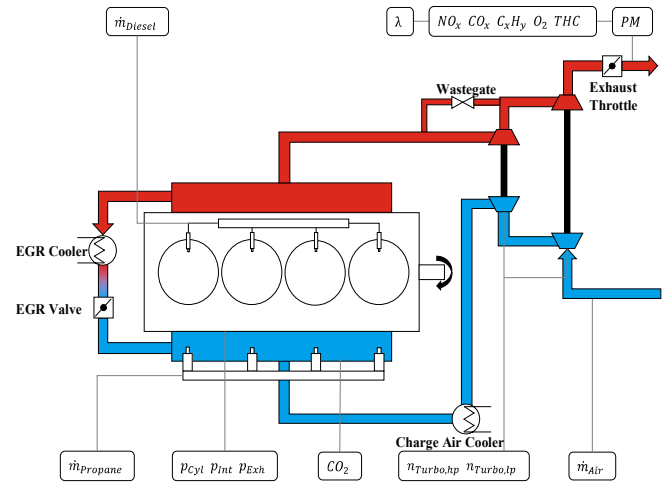 ṁ_Diesel
λ
NO_x CO_x C_xH_y O_2 THC
PM
Wastegate
Exhaust
Throttle
EGR Cooler
EGR Valve
Charge Air Cooler
ṁ_Propane
p_Cyl p_Int p_Exh
CO_2
n_Turbo,hp n_Turbo,lp
ṁ_Air